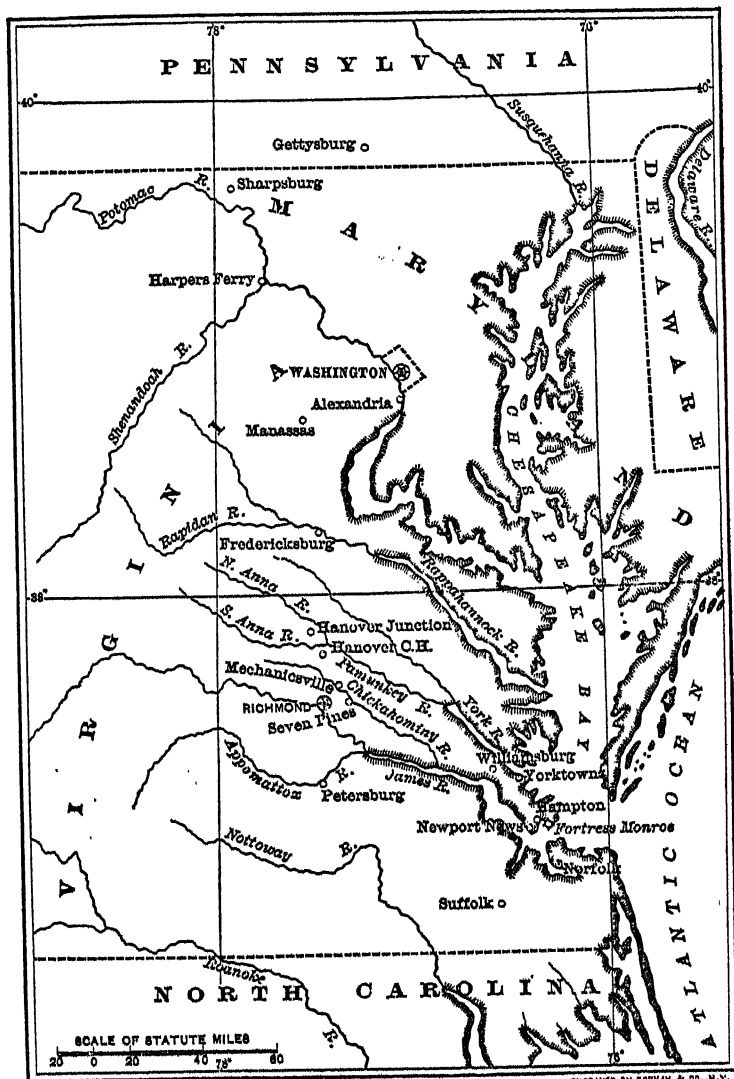 78°
76°
PENNSYLVANIA
40°
40°
Susquehanna R.
Gettysburg
DELAWARE
Delaware R.
Sharpsburg
Potomac R.
MARYLAND
Harpers Ferry
Shenandoah R.
WASHINGTON
Alexandria
Manassas
CHESAPEAKE BAY
Rapidan R.
Fredericksburg
N. Anna R.
Rappahannock R.
38°
38°
S. Anna R.
Hanover Junction
Hanover C.H.
VIRGINIA
Pamunkey R.
Mechanicsville
Chickahominy R.
RICHMOND
Seven Pines
York R.
Williamsburg
Yorktown
Appomattox R.
James R.
Petersburg
Hampton
Newport News
Fortress Monroe
Nottoway R.
Norfolk
Suffolk
ATLANTIC OCEAN
Roanoke R.
NORTH CAROLINA
SCALE OF STATUTE MILES
20 0 20 40 60
78°
76°